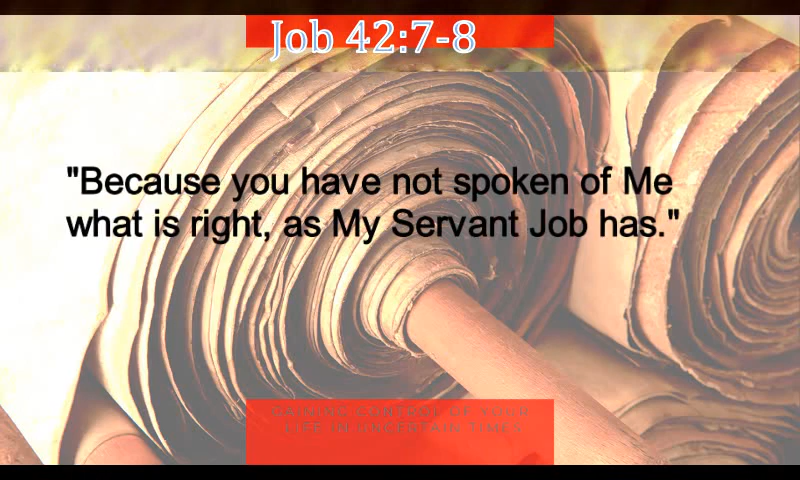 Job 42:7-8
"Because you have not spoken of Me
what is right, as My Servant Job has."
GAINING CONTROL OF YOUR
LIFE IN UNCERTAIN TIMES